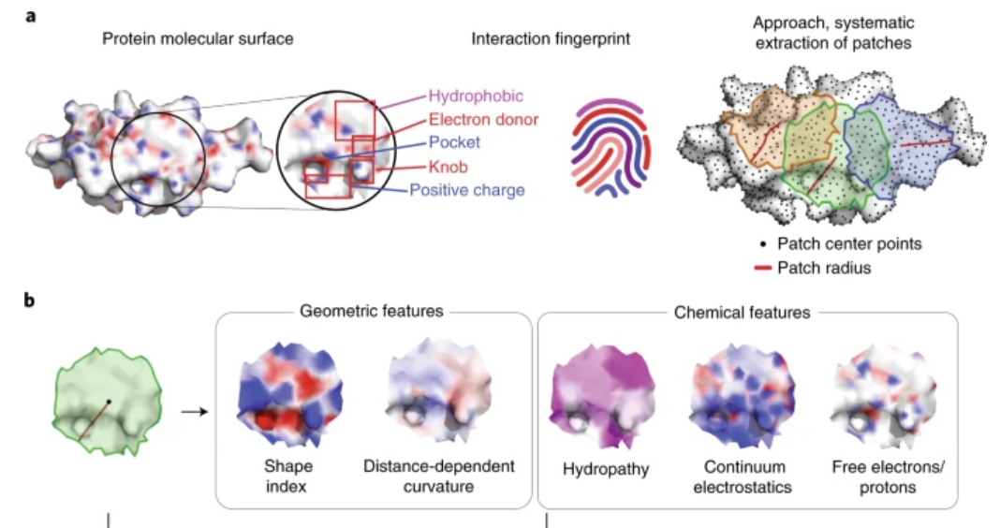 a
Protein molecular surface
Interaction fingerprint
Approach, systematic
extraction of patches
Hydrophobic
Electron donor
Pocket
Knob
Positive charge
Patch center points
Patch radius
b
Geometric features
Chemical features
Shape
index
Distance-dependent
curvature
Hydropathy
Continuum
electrostatics
Free electrons/
protons